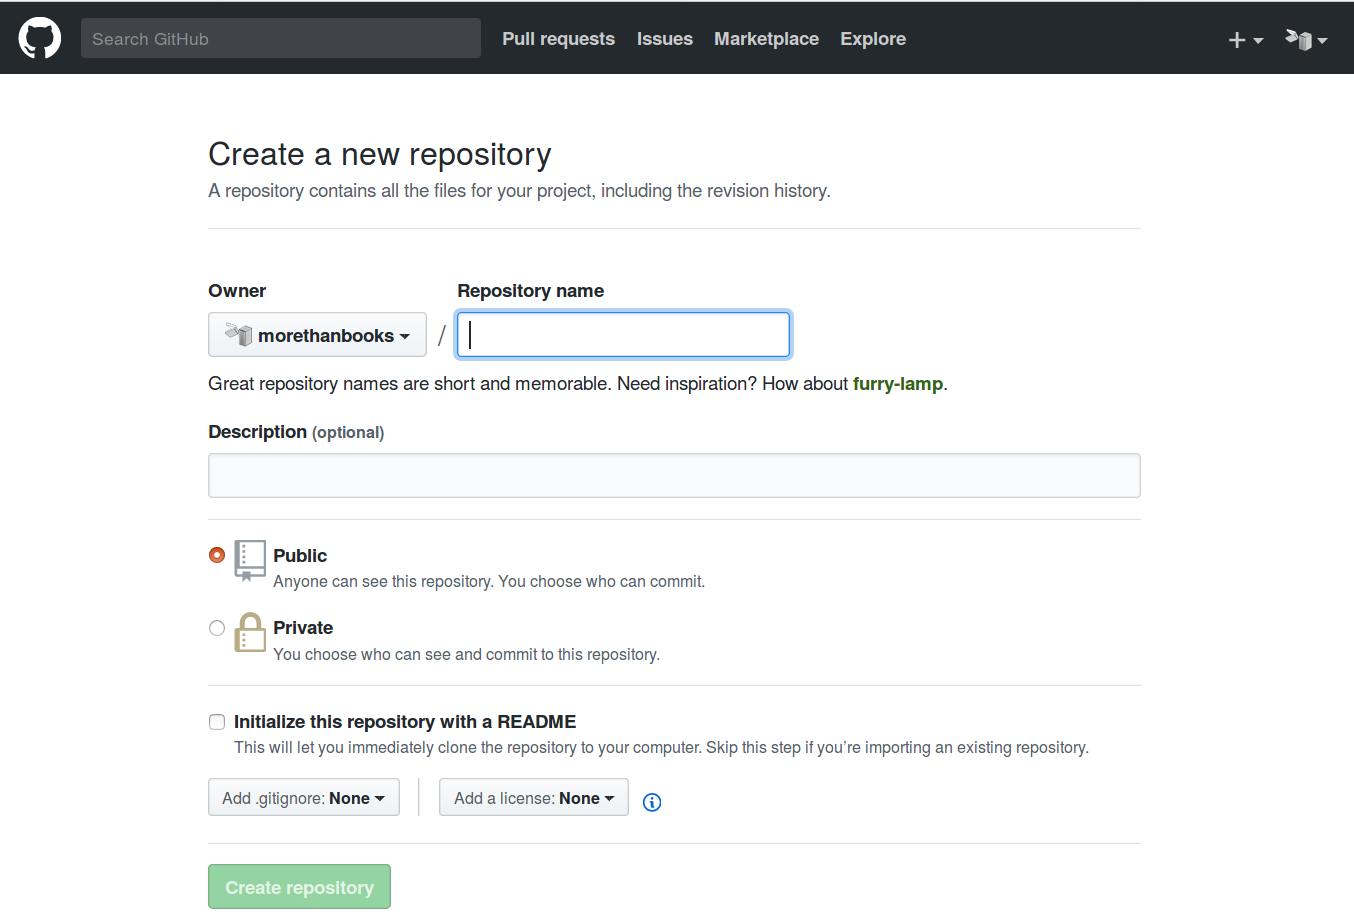 Search GitHub Pull requests Issues Marketplace Explore
Create a new repository
A repository contains all the files for your project, including the revision history.
Owner Repository name
morethanbooks /
Great repository names are short and memorable. Need inspiration? How about furry-lamp.
Description (optional)
Public
Anyone can see this repository. You choose who can commit.
Private
You choose who can see and commit to this repository.
Initialize this repository with a README
This will let you immediately clone the repository to your computer. Skip this step if you’re importing an existing repository.
Add .gitignore: None Add a license: None
Create repository